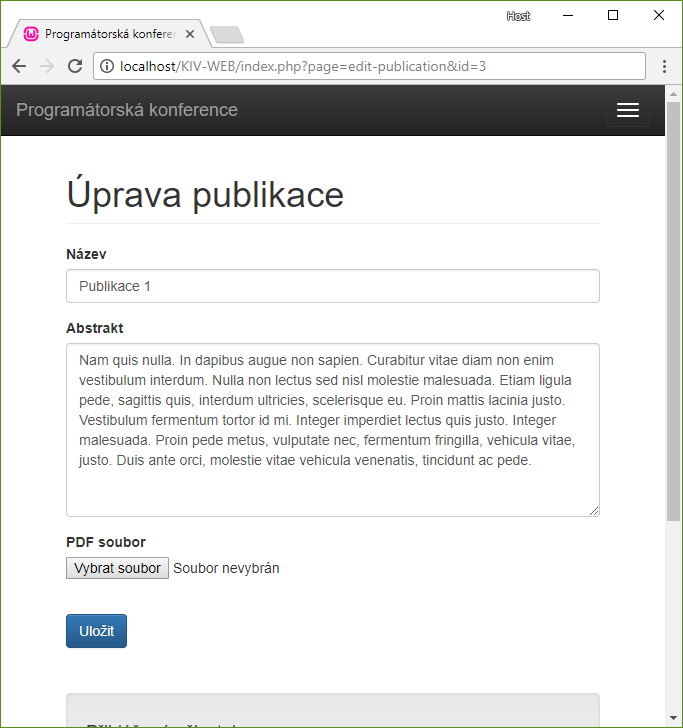 Host
Programátorská konferen
localhost/KIV-WEB/index.php?page=edit-publication&id=3
Programátorská konference
Úprava publikace
Název
Publikace 1
Abstrakt
Nam quis nulla. In dapibus augue non sapien. Curabitur vitae diam non enim
vestibulum interdum. Nulla non lectus sed nisl molestie malesuada. Etiam ligula
pede, sagittis quis, interdum ultricies, scelerisque eu. Proin mattis lacinia justo.
Vestibulum fermentum tortor id mi. Integer imperdiet lectus quis justo. Integer
malesuada. Proin pede metus, vulputate nec, fermentum fringilla, vehicula vitae,
justo. Duis ante orci, molestie vitae vehicula venenatis, tincidunt ac pede.
PDF soubor
Vybrat soubor Soubor nevybrán
Uložit